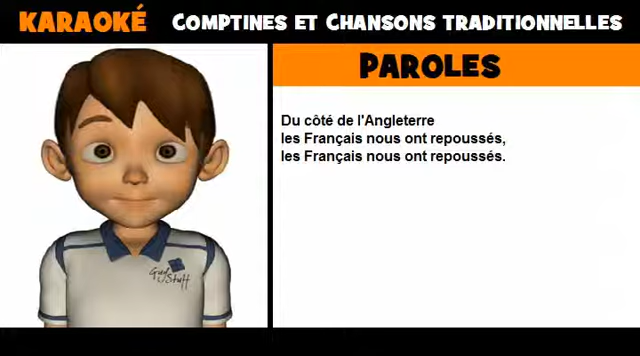 KARAOKÉ COMPTINES ET CHANSONS TRADITIONNELLES
PAROLES
Du côté de l'Angleterre
les Français nous ont repoussés,
les Français nous ont repoussés.